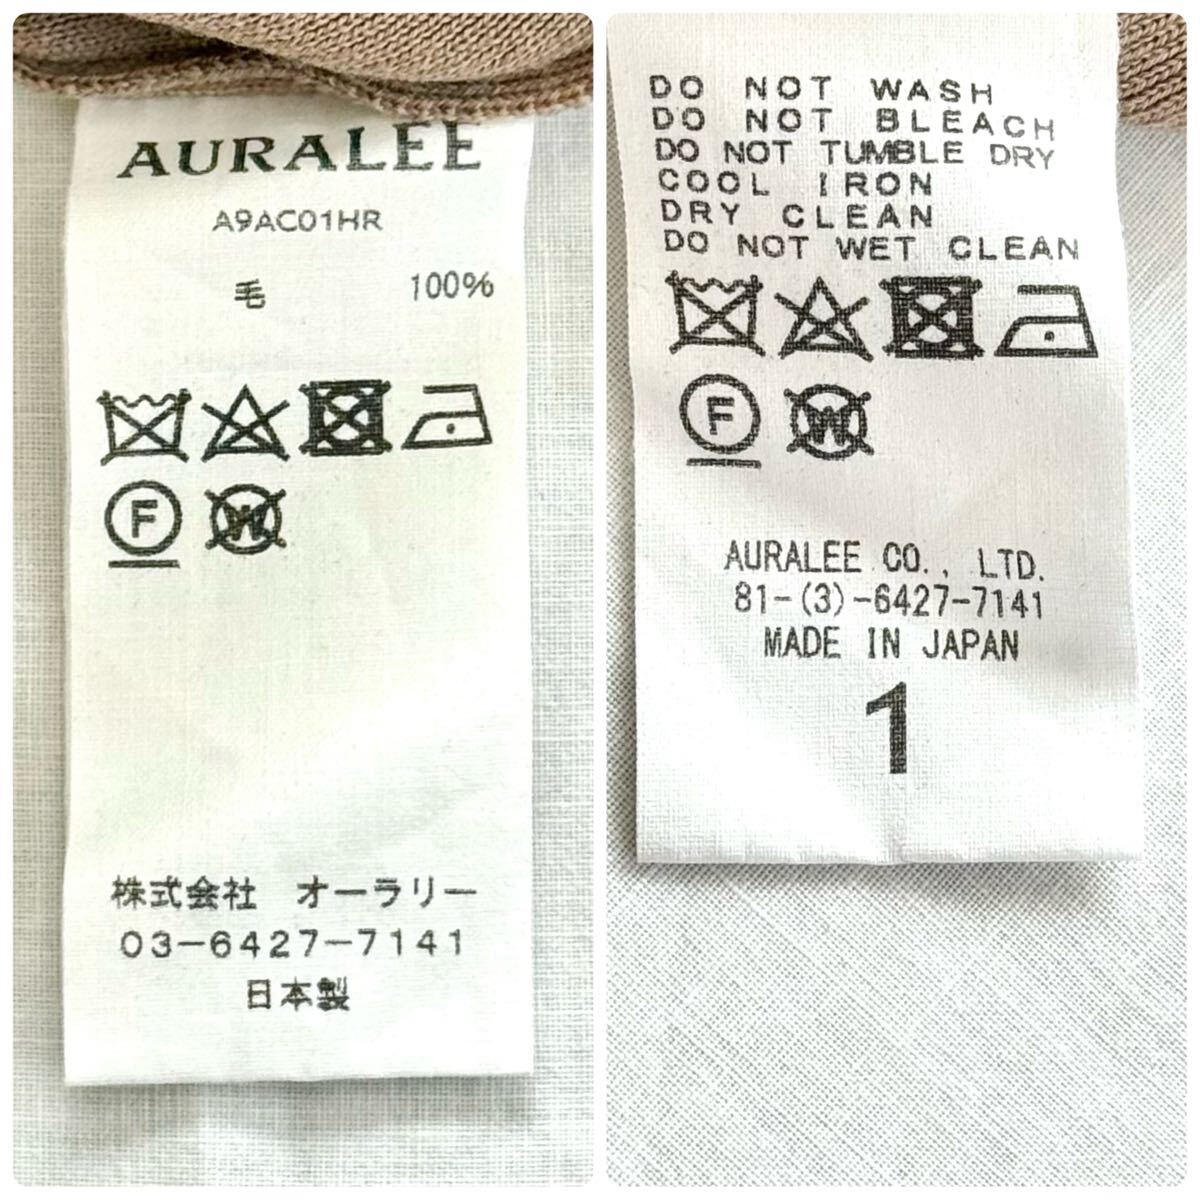 AURALEE
A9AC01HR
毛 100%
F W
株式会社 オーラリー
03-6427-7141
日本製
DO NOT WASH
DO NOT BLEACH
DO NOT TUMBLE DRY
COOL IRON
DRY CLEAN
DO NOT WET CLEAN
F W
AURALEE CO., LTD.
81-(3)-6427-7141
MADE IN JAPAN
1